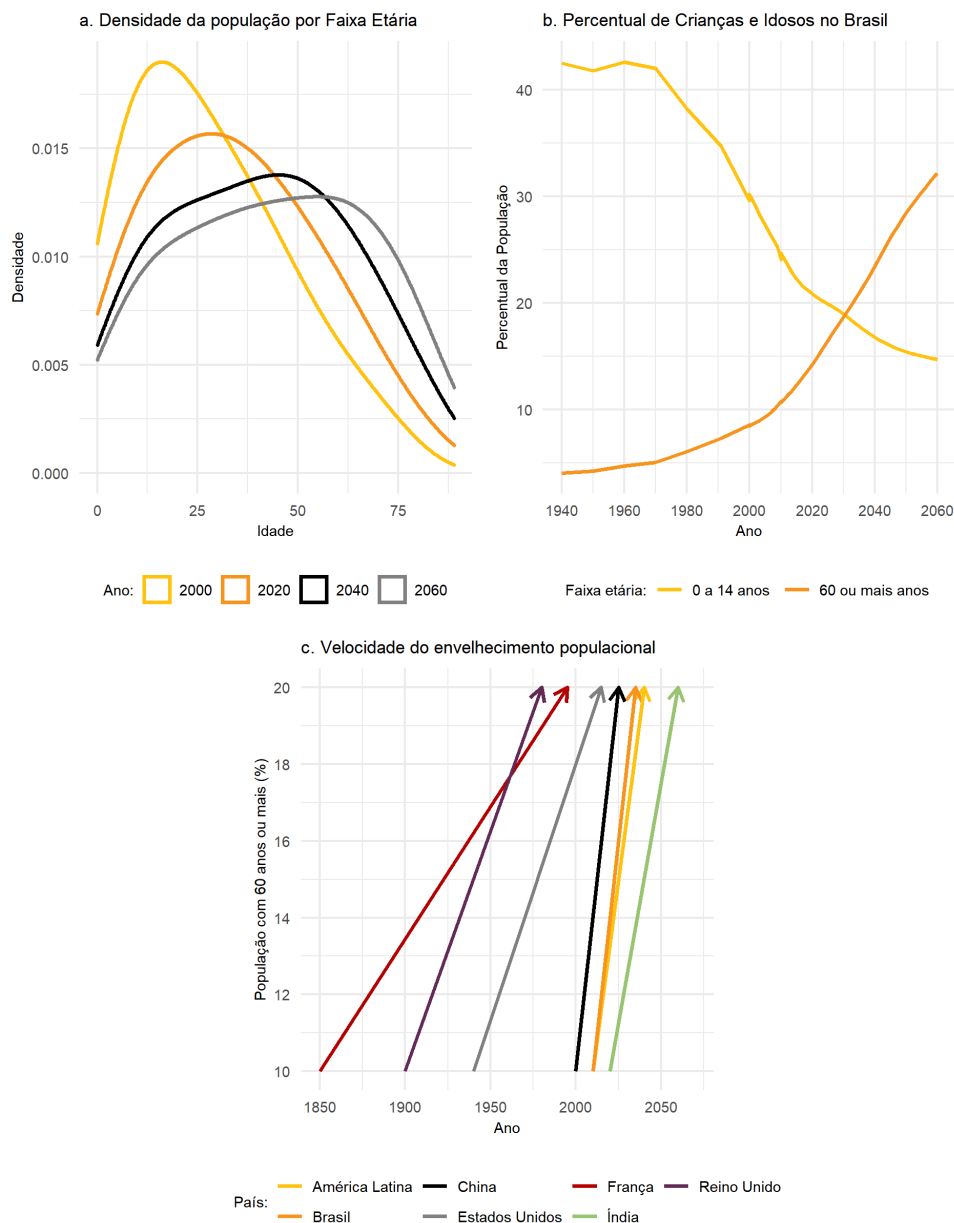 a. Densidade da população por Faixa Etária
Densidade
0.015
0.010
0.005
0.000
0 25 50 75
Idade
Ano: 2000 2020 2040 2060
b. Percentual de Crianças e Idosos no Brasil
Percentual da População
40
30
20
10
1940 1960 1980 2000 2020 2040 2060
Ano
Faixa etária: 0 a 14 anos 60 ou mais anos
c. Velocidade do envelhecimento populacional
População com 60 anos ou mais (%)
20
18
16
14
12
10
1850 1900 1950 2000 2050
Ano
País:
América Latina China França Reino Unido
Brasil Estados Unidos Índia